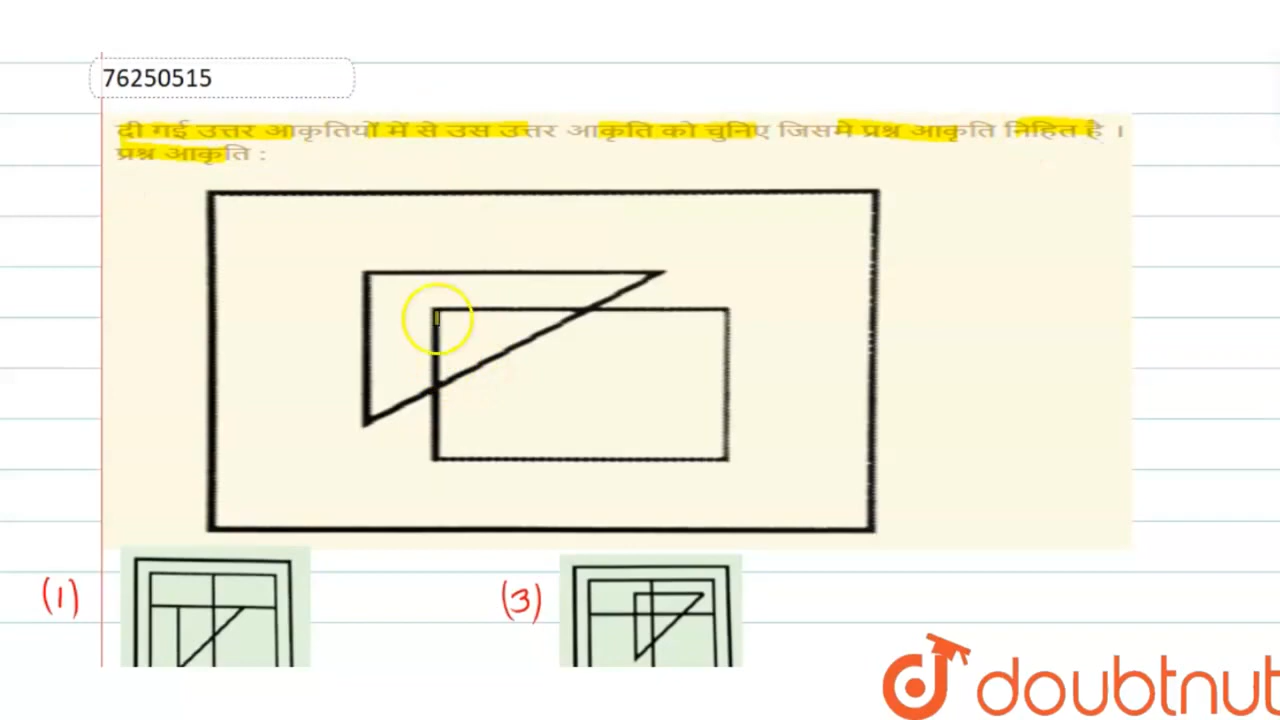 76250515
दी गई उत्तर आकृतियों में से उस उत्तर आकृति को चुनिए जिसमें प्रश्न आकृति निहित है ।
प्रश्न आकृति :
(1)
(3)
doubtnut